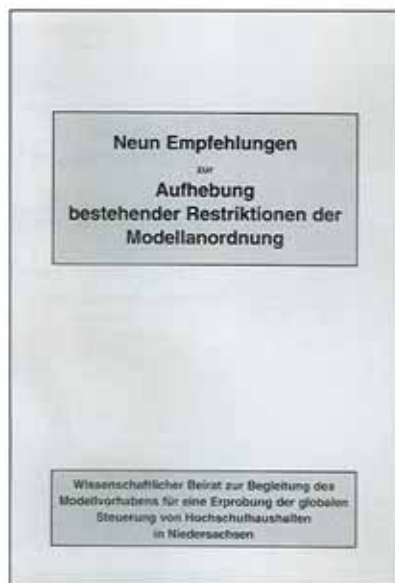 Neun Empfehlungen
zur
Aufhebung
bestehender Restriktionen der
Modellanordnung
Wissenschaftlicher Beirat zur Begleitung des
Modellvorhabens für eine Erprobung der globalen
Steuerung von Hochschulhaushalten
in Niedersachsen